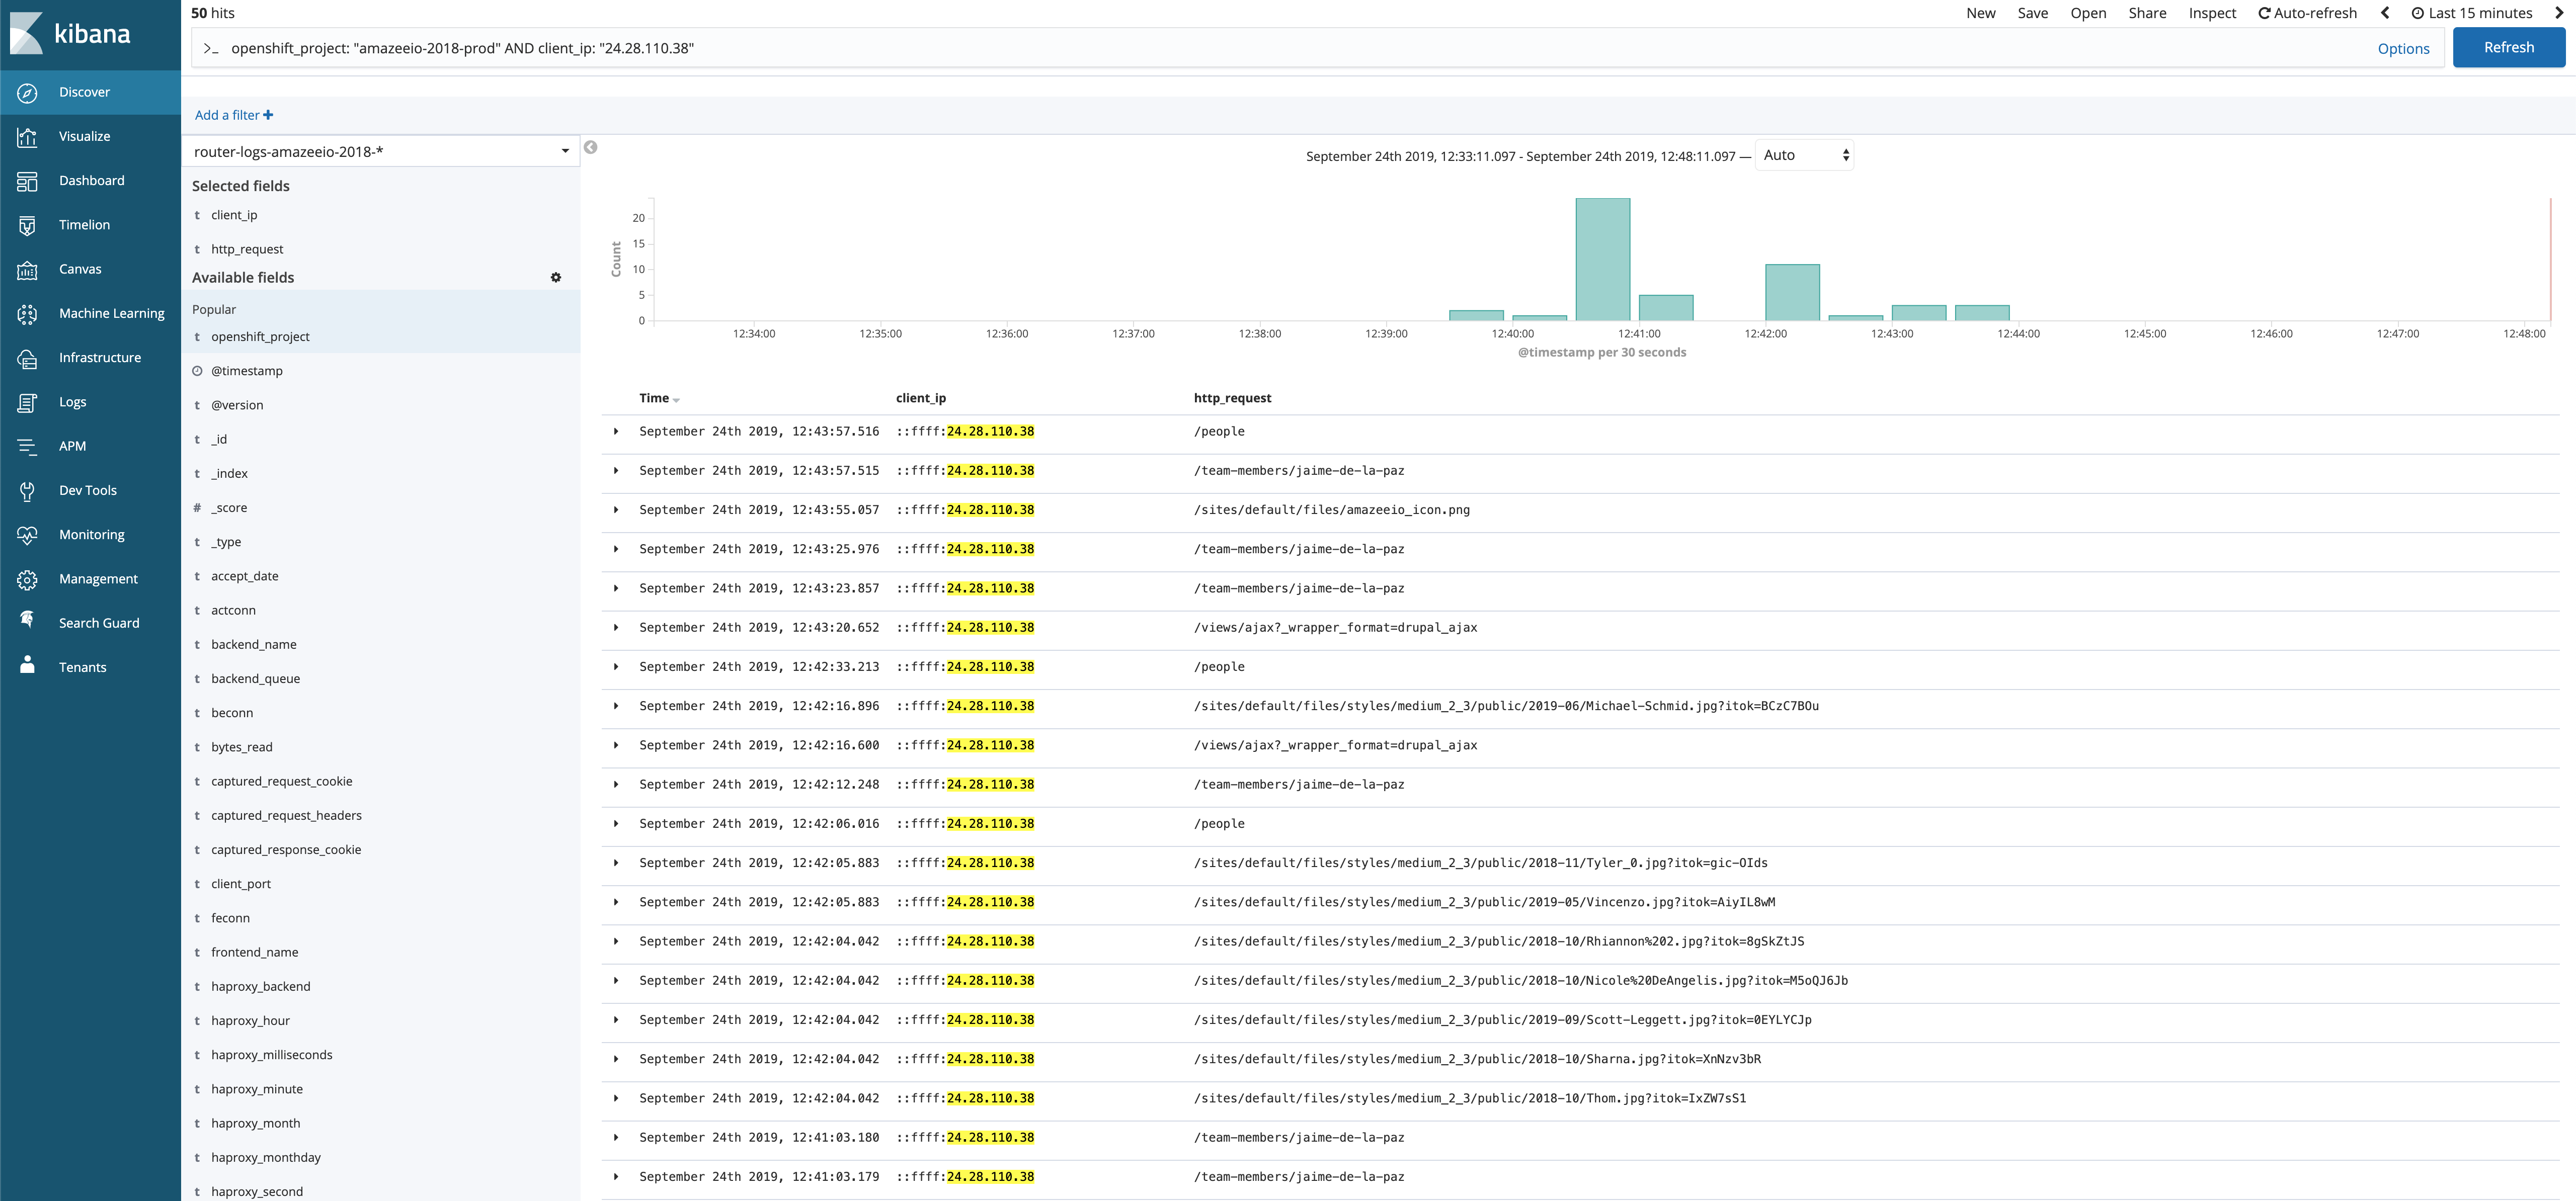 kibana
Discover
Visualize
Dashboard
Timelion
Canvas
Machine Learning
Infrastructure
Logs
APM
Dev Tools
Monitoring
Management
Search Guard
Tenants
50 hits
New Save Open Share Inspect Auto-refresh Last 15 minutes
>_ openshift_project: "amazeeio-2018-prod" AND client_ip: "24.28.110.38" Options Refresh
Add a filter +
router-logs-amazeeio-2018-*
Selected fields
t client_ip
t http_request
Available fields
Popular
t openshift_project
@timestamp
t @version
t _id
t _index
# _score
t _type
t accept_date
t actconn
t backend_name
t backend_queue
t beconn
t bytes_read
t captured_request_cookie
t captured_request_headers
t captured_response_cookie
t client_port
t feconn
t frontend_name
t haproxy_backend
t haproxy_hour
t haproxy_milliseconds
t haproxy_minute
t haproxy_month
t haproxy_monthday
t haproxy_second
September 24th 2019, 12:33:11.097 - September 24th 2019, 12:48:11.097 — Auto
Count
20
15
10
5
0
12:34:00 12:35:00 12:36:00 12:37:00 12:38:00 12:39:00 12:40:00 12:41:00 12:42:00 12:43:00 12:44:00 12:45:00 12:46:00 12:47:00 12:48:00
@timestamp per 30 seconds
Time client_ip http_request
September 24th 2019, 12:43:57.516 ::ffff:24.28.110.38 /people
September 24th 2019, 12:43:57.515 ::ffff:24.28.110.38 /team-members/jaime-de-la-paz
September 24th 2019, 12:43:55.057 ::ffff:24.28.110.38 /sites/default/files/amazeeio_icon.png
September 24th 2019, 12:43:25.976 ::ffff:24.28.110.38 /team-members/jaime-de-la-paz
September 24th 2019, 12:43:23.857 ::ffff:24.28.110.38 /team-members/jaime-de-la-paz
September 24th 2019, 12:43:20.652 ::ffff:24.28.110.38 /views/ajax?_wrapper_format=drupal_ajax
September 24th 2019, 12:42:33.213 ::ffff:24.28.110.38 /people
September 24th 2019, 12:42:16.896 ::ffff:24.28.110.38 /sites/default/files/styles/medium_2_3/public/2019-06/Michael-Schmid.jpg?itok=BCzC7BOu
September 24th 2019, 12:42:16.600 ::ffff:24.28.110.38 /views/ajax?_wrapper_format=drupal_ajax
September 24th 2019, 12:42:12.248 ::ffff:24.28.110.38 /team-members/jaime-de-la-paz
September 24th 2019, 12:42:06.016 ::ffff:24.28.110.38 /people
September 24th 2019, 12:42:05.883 ::ffff:24.28.110.38 /sites/default/files/styles/medium_2_3/public/2018-11/Tyler_0.jpg?itok=gic-OIds
September 24th 2019, 12:42:05.883 ::ffff:24.28.110.38 /sites/default/files/styles/medium_2_3/public/2019-05/Vincenzo.jpg?itok=AiyIL8wM
September 24th 2019, 12:42:04.042 ::ffff:24.28.110.38 /sites/default/files/styles/medium_2_3/public/2018-10/Rhiannon%202.jpg?itok=8gSkZtJS
September 24th 2019, 12:42:04.042 ::ffff:24.28.110.38 /sites/default/files/styles/medium_2_3/public/2018-10/Nicole%20DeAngelis.jpg?itok=M5oQJ6Jb
September 24th 2019, 12:42:04.042 ::ffff:24.28.110.38 /sites/default/files/styles/medium_2_3/public/2019-09/Scott-Leggett.jpg?itok=0EYLYCJp
September 24th 2019, 12:42:04.042 ::ffff:24.28.110.38 /sites/default/files/styles/medium_2_3/public/2018-10/Sharna.jpg?itok=XnNzv3bR
September 24th 2019, 12:42:04.042 ::ffff:24.28.110.38 /sites/default/files/styles/medium_2_3/public/2018-10/Thom.jpg?itok=IxZW7sS1
September 24th 2019, 12:41:03.180 ::ffff:24.28.110.38 /team-members/jaime-de-la-paz
September 24th 2019, 12:41:03.179 ::ffff:24.28.110.38 /team-members/jaime-de-la-paz